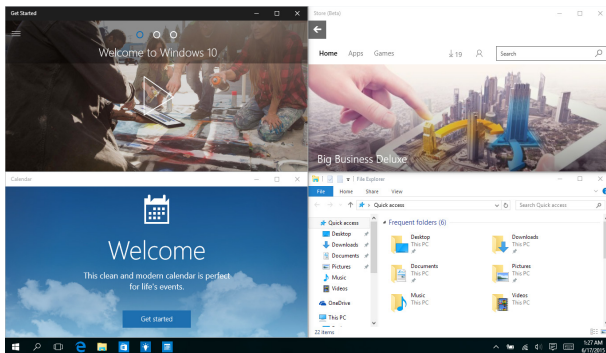 Get Started
Welcome to Windows 10
Store (Beta)
Home Apps Games 19 Search
Big Business Deluxe
Calendar
Welcome
This clean and modern calendar is perfect
for life's events.
Get started
File Explorer
File Home Share View
Quick access Search Quick access
Quick access
Desktop
Downloads
Documents
Pictures
Music
Videos
OneDrive
This PC
Frequent folders (6)
Desktop
This PC
Downloads
This PC
Documents
This PC
Pictures
This PC
Music
This PC
Videos
This PC
22 items
1:27 AM
6/17/2015